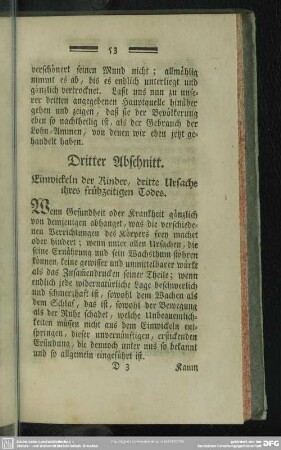 53
verschönert seinen Mund nicht; allmählig
nimmt es ab, bis es endlich unterliegt und
gänzlich vertrocknet. Laßt uns nun zu unse-
rer dritten angegebenen Hauptquelle hinüber
gehen und zeigen, daß sie der Bevölkerung
eben so nachtheilig ist, als der Gebrauch der
Lohn-Ammen, von denen wir eben jetzt ge-
handelt haben.
Dritter Abschnitt.
Einwickeln der Kinder, dritte Ursache
ihres frühzeitigen Todes.
Wenn Gesundheit oder Krankheit gänzlich
von demjenigen abhanget, was die verschiede-
nen Verrichtungen des Körpers frey machet
oder hindert; wenn unter allen Ursachen, die
seine Ernährung und sein Wachsthum stöhren
können, keine gewisser und unmittelbarer würkt
als das Zusamendrucken seiner Theile; wenn
endlich jede widernatürliche Lage beschwerlich
und schmerzhaft ist, sowohl dem Wachen als
dem Schlaf, das ist, sowohl der Bewegung
als der Ruhe schadet, welche Unbequemlich-
keiten müssen nicht aus dem Einwickeln ent-
springen, dieser unvernünftigen, erstickenden
Erfindung, die dennoch unter uns so bekannt
und so allgemein eingeführt ist.
D 3 Kaum
DFG